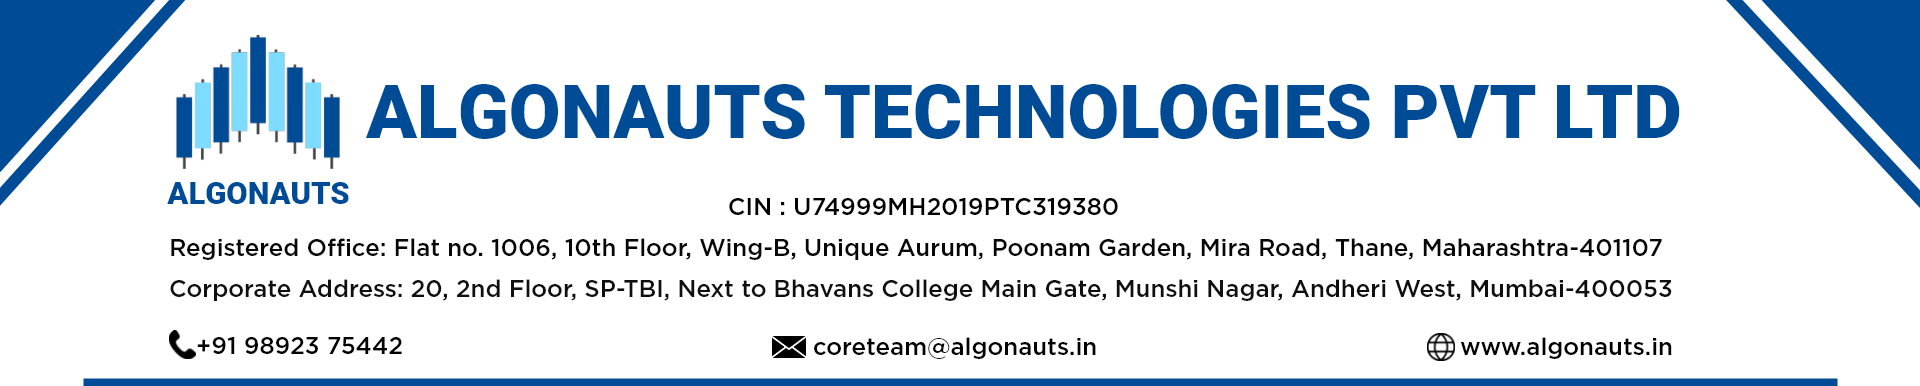 ALGONAUTS TECHNOLOGIES PVT LTD
ALGONAUTS
CIN : U74999MH2019PTC319380
Registered Office: Flat no. 1006, 10th Floor, Wing-B, Unique Aurum, Poonam Garden, Mira Road, Thane, Maharashtra-401107
Corporate Address: 20, 2nd Floor, SP-TBI, Next to Bhavans College Main Gate, Munshi Nagar, Andheri West, Mumbai-400053
+91 98923 75442 coreteam@algonauts.in www.algonauts.in